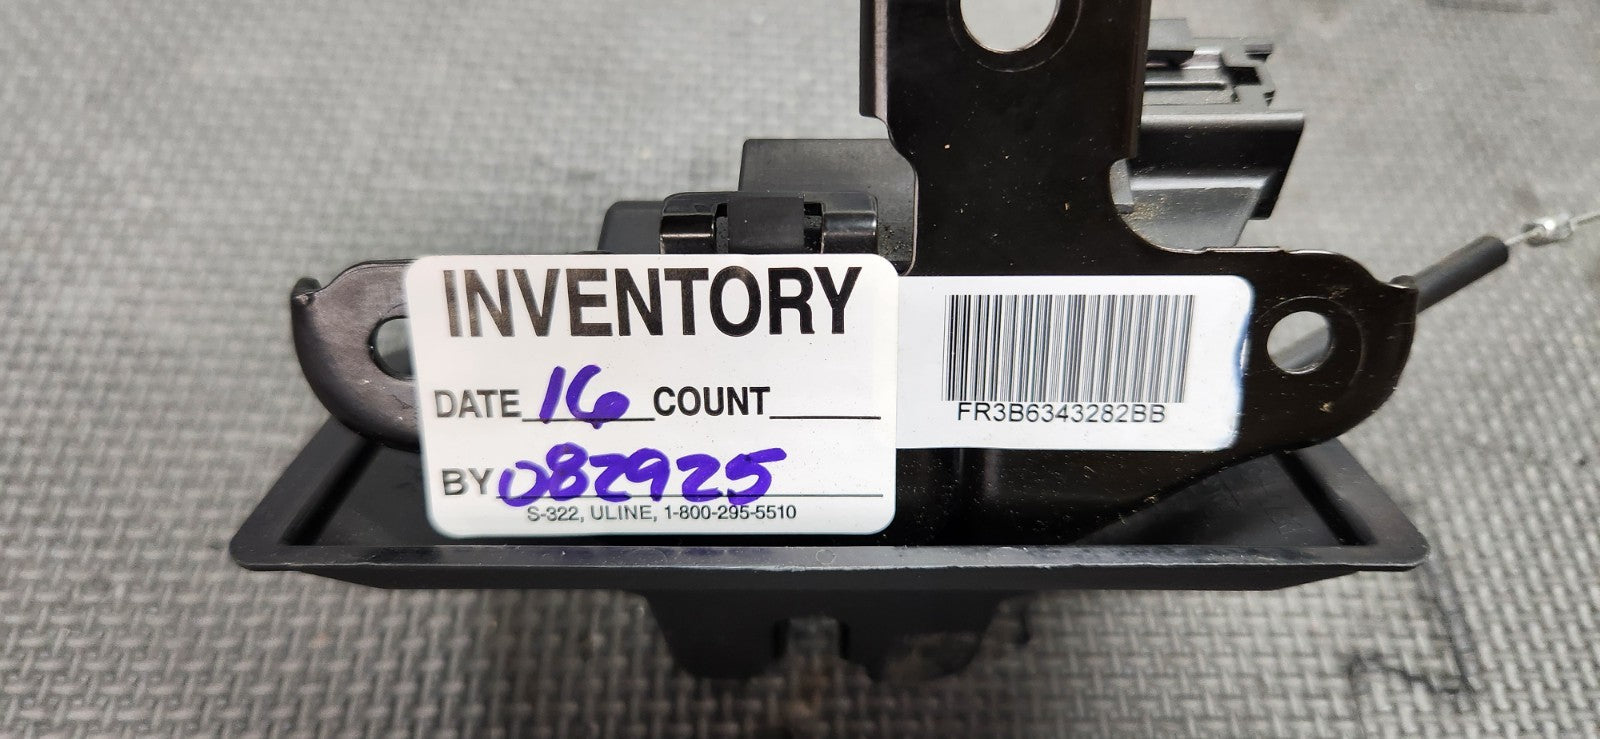 INVENTORY
DATE 16 COUNT
BY 082925
S-322, ULINE, 1-800-295-5510
FR3B6343282BB